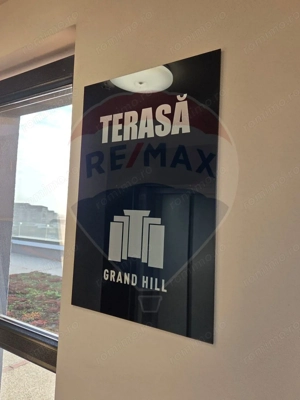 TERASĂ
RE/MAX
GRAND HILL